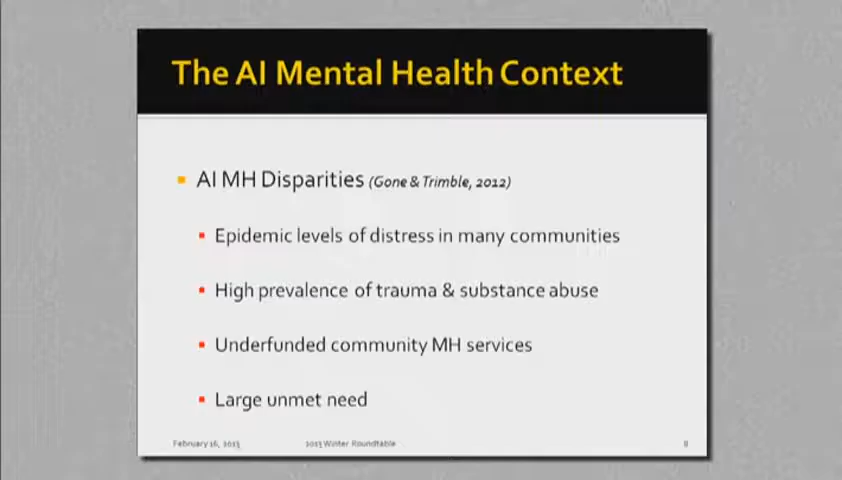 The AI Mental Health Context
AI MH Disparities (Gone & Trimble, 2012)
Epidemic levels of distress in many communities
High prevalence of trauma & substance abuse
Underfunded community MH services
Large unmet need
February 16, 2013 2013 Winter Roundtable 8